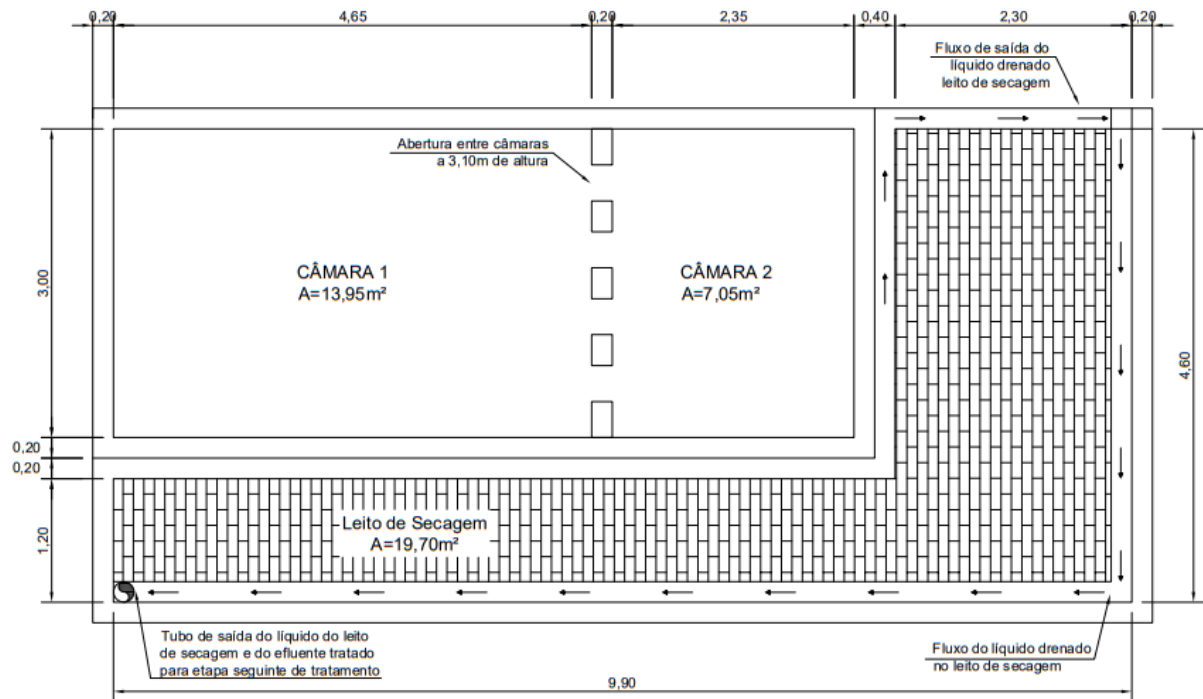 0,20
4,65
0,20
2,35
0,40
2,30
0,20
Fluxo de saída do
líquido drenado
leito de secagem
Abertura entre câmaras
a 3,10m de altura
CÂMARA 1
A=13,95m²
CÂMARA 2
A=7,05m²
3,00
4,60
0,20
0,20
1,20
Leito de Secagem
A=19,70m²
Tubo de saída do líquido do leito
de secagem e do efluente tratado
para etapa seguinte de tratamento
Fluxo do líquido drenado
no leito de secagem
9,90